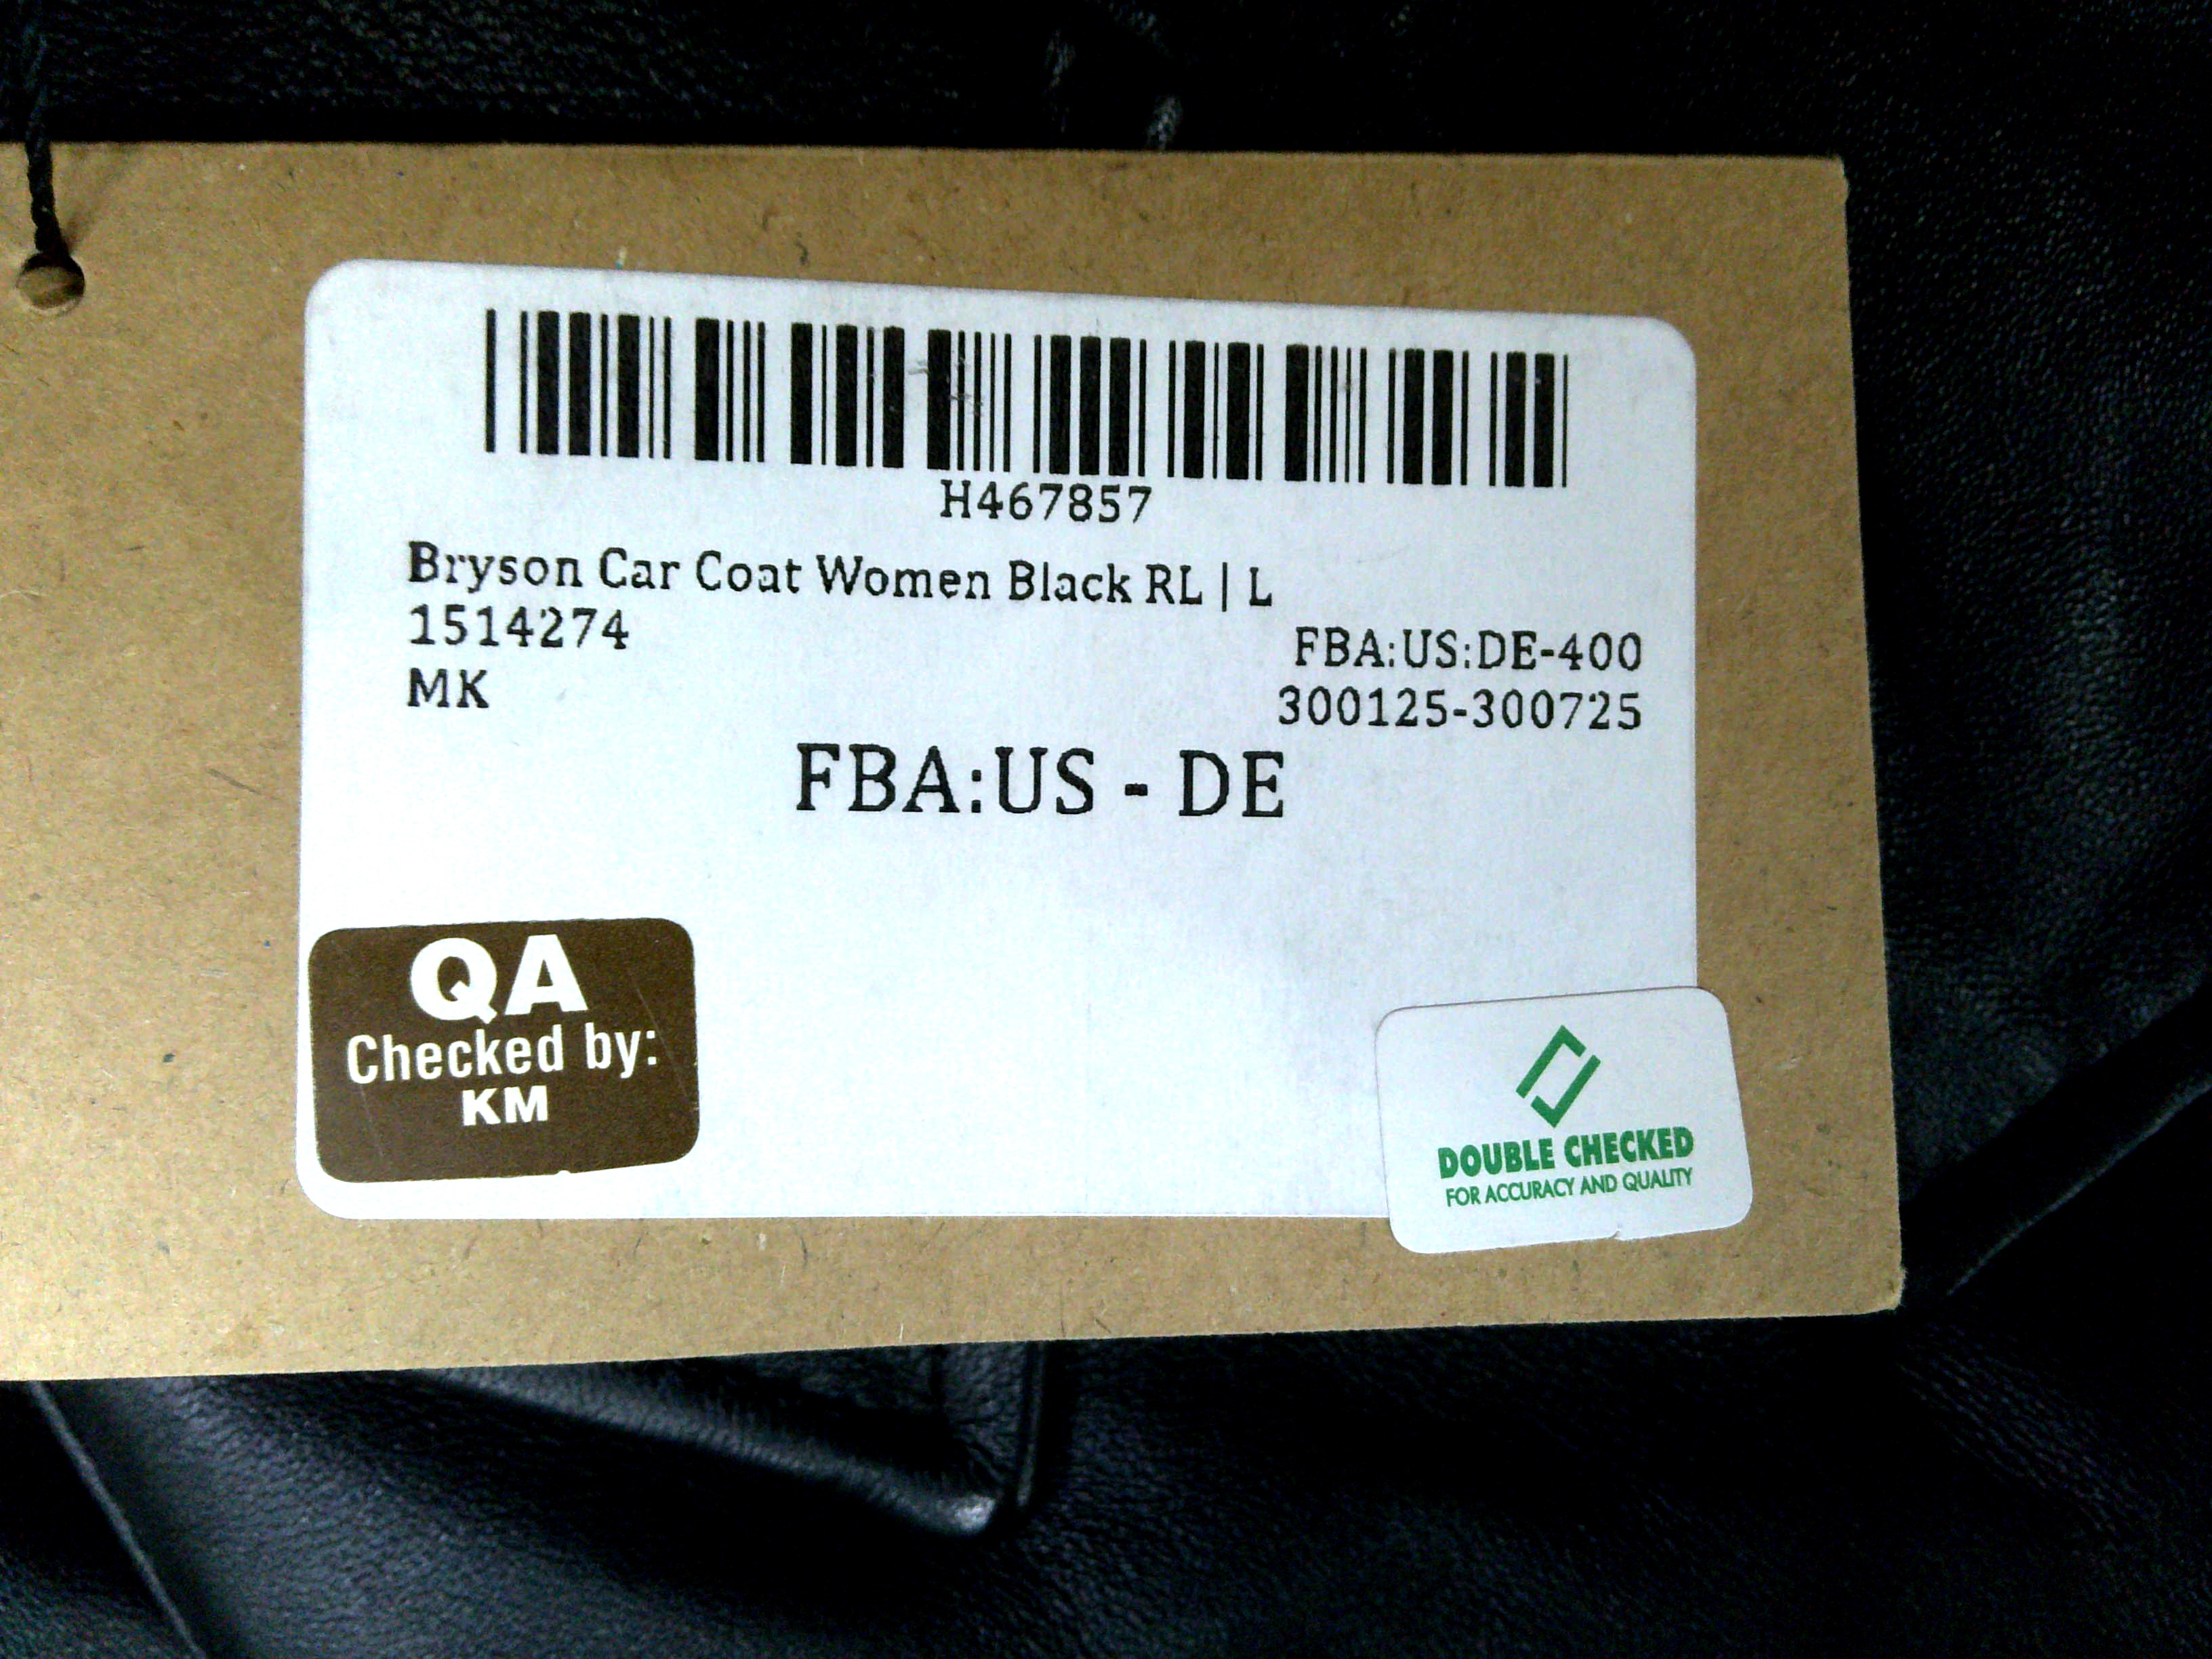 H467857
Bryson Car Coat Women Black RL | L
1514274
FBA:US:DE-400
MK
300125-300725
FBA:US - DE
QA
Checked by:
KM
DOUBLE CHECKED
FOR ACCURACY AND QUALITY